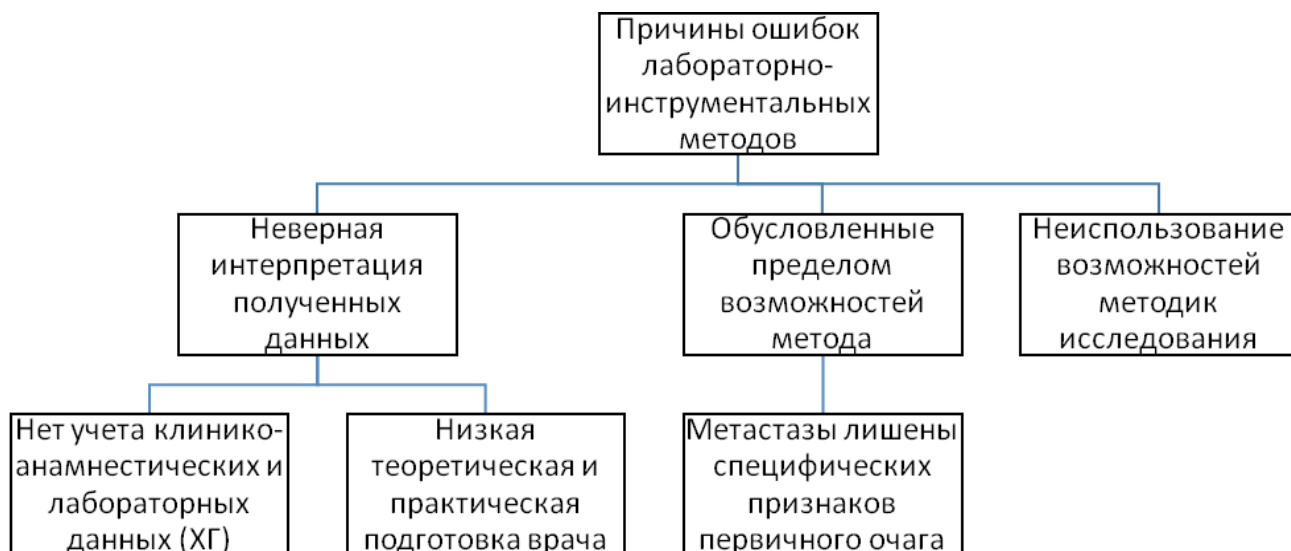 Причины ошибок
лабораторно-
инструментальных
методов
Неверная
интерпретация
полученных
данных
Обусловленные
пределом
возможностей
метода
Неиспользование
возможностей
методик
исследования
Нет учета клинико-
анамнестических и
лабораторных
данных (ХГ)
Низкая
теоретическая и
практическая
подготовка врача
Метастазы лишены
специфических
признаков
первичного очага